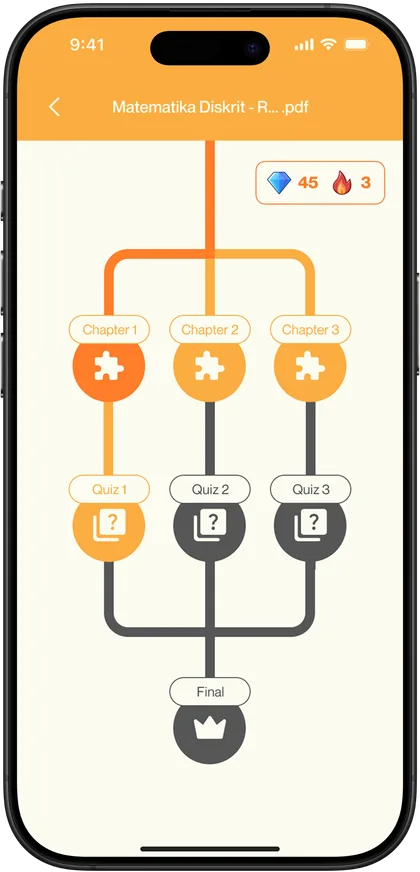 9:41
Matematika Diskrit - R... .pdf
45 3
Chapter 1 Chapter 2 Chapter 3
Quiz 1 Quiz 2 Quiz 3
? ? ?
Final